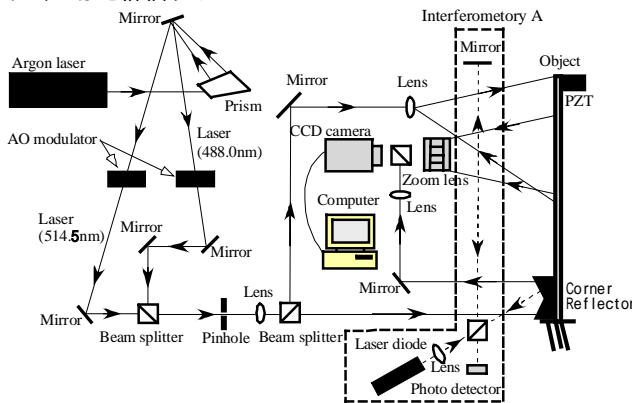 Interferometory A
Mirror
Mirror
Object
Argon laser
Lens
PZT
Mirror
Prism
CCD camera
AO modulator
Laser
(488.0nm)
Zoom lens
Lens
Computer
Laser
(514.5nm)
Mirror
Mirror
Corner
Reflector
Lens
Mirror
Beam splitter
Pinhole
Beam splitter
Laser diode
Lens
Photo detector